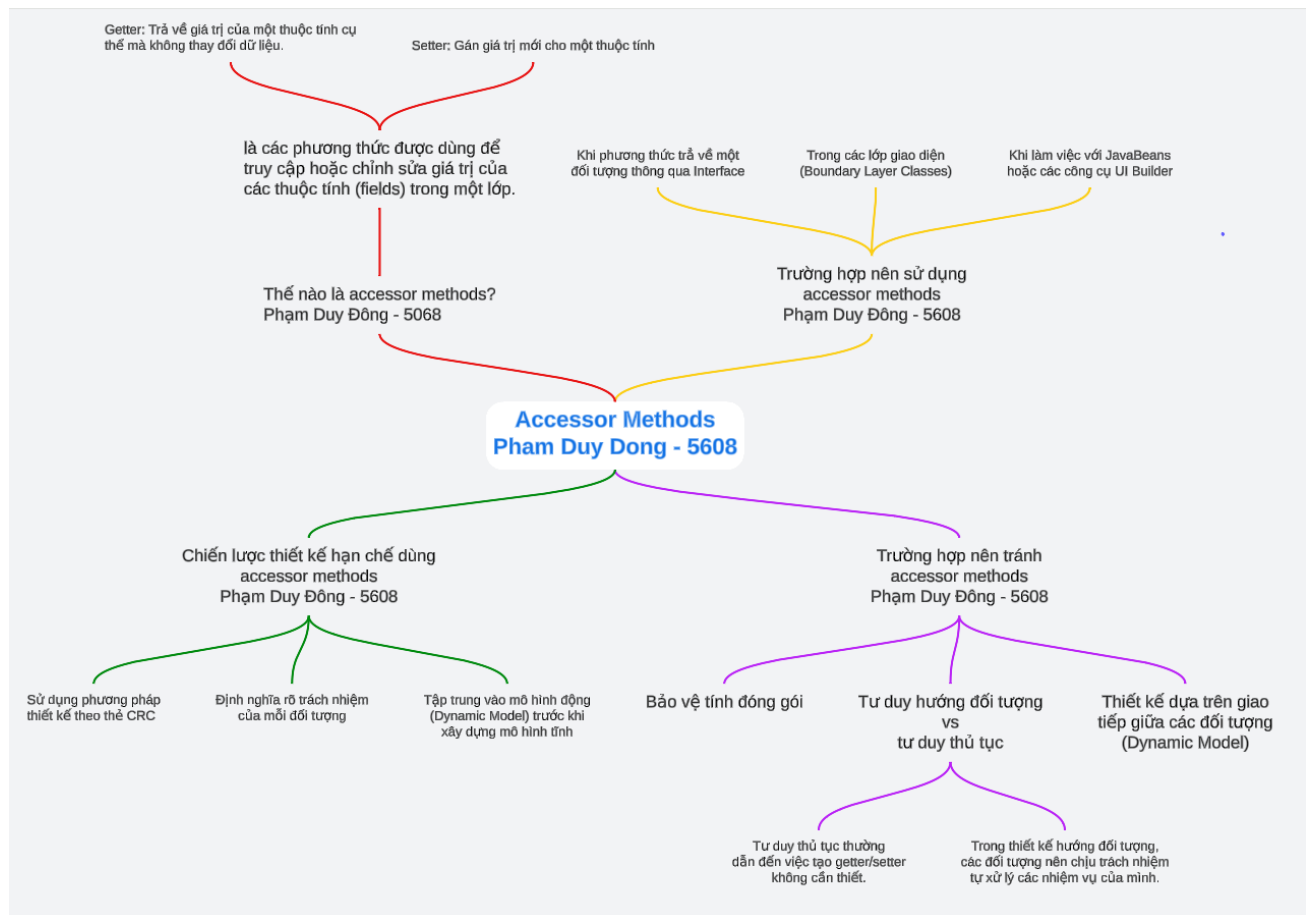 Getter: Trả về giá trị của một thuộc tính cụ
thể mà không thay đổi dữ liệu.
Setter: Gán giá trị mới cho một thuộc tính
là các phương thức được dùng để
truy cập hoặc chỉnh sửa giá trị của
các thuộc tính (fields) trong một lớp.
Khi phương thức trả về một
đối tượng thông qua Interface
Trong các lớp giao diện
(Boundary Layer Classes)
Khi làm việc với JavaBeans
hoặc các công cụ UI Builder
Thế nào là accessor methods?
Phạm Duy Đông - 5068
Trường hợp nên sử dụng
accessor methods
Phạm Duy Đông - 5608
Accessor Methods
Pham Duy Dong - 5608
Chiến lược thiết kế hạn chế dùng
accessor methods
Phạm Duy Đông - 5608
Trường hợp nên tránh
accessor methods
Phạm Duy Đông - 5608
Sử dụng phương pháp
thiết kế theo thẻ CRC
Định nghĩa rõ trách nhiệm
của mỗi đối tượng
Tập trung vào mô hình động
(Dynamic Model) trước khi
xây dựng mô hình tĩnh
Bảo vệ tính đóng gói
Tư duy hướng đối tượng
vs
tư duy thủ tục
Thiết kế dựa trên giao
tiếp giữa các đối tượng
(Dynamic Model)
Tư duy thủ tục thường
dẫn đến việc tạo getter/setter
không cần thiết.
Trong thiết kế hướng đối tượng,
các đối tượng nên chịu trách nhiệm
tự xử lý các nhiệm vụ của mình.